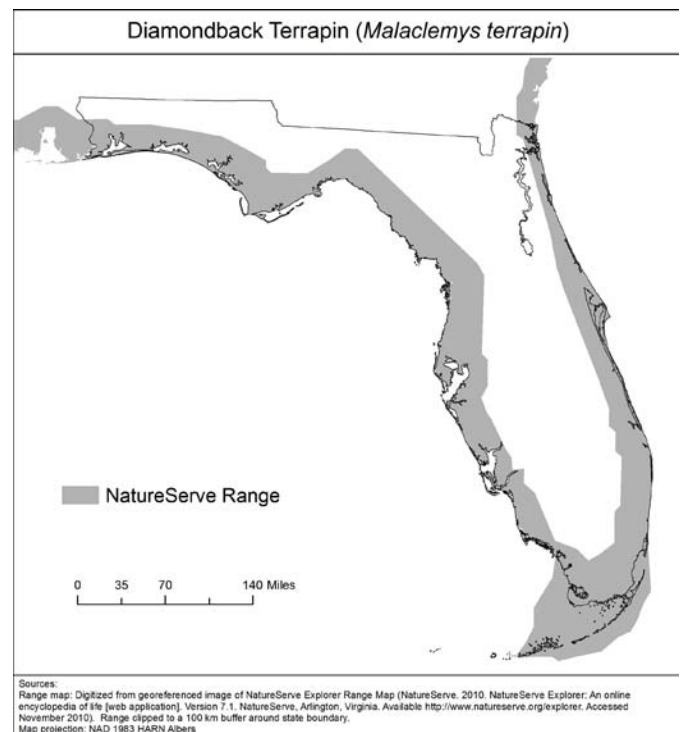 Diamondback Terrapin (Malaclemys terrapin)
NatureServe Range
0 35 70 140 Miles
Sources:
Range map: Digitized from georeferenced image of NatureServe Explorer Range Map (NatureServe. 2010. NatureServe Explorer: An online
encyclopedia of life [web application]. Version 7.1. NatureServe, Arlington, Virginia. Available http://www.natureserve.org/explorer. Accessed
November 2010). Range clipped to a 100 km buffer around state boundary.
Map projection: NAD 1983 HARN Albers